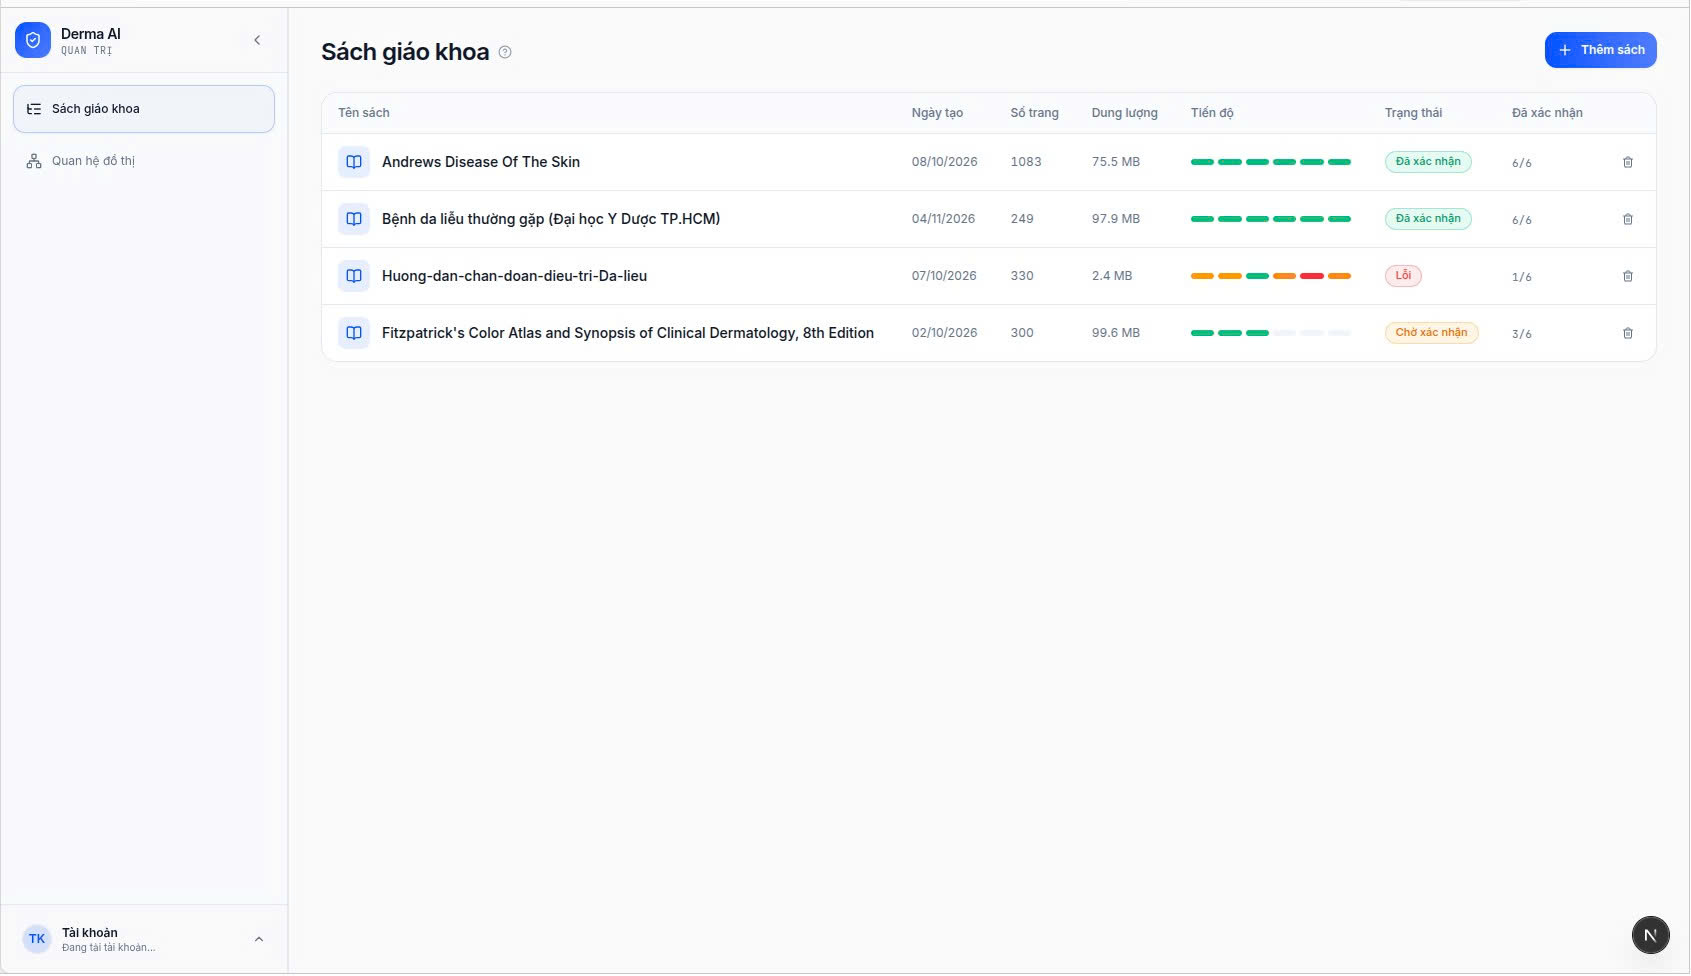 Derma AI
QUẢN TRỊ
Sách giáo khoa
Quan hệ đồ thị
Sách giáo khoa
Thêm sách
Tên sách Ngày tạo Số trang Dung lượng Tiến độ Trạng thái Đã xác nhận
Andrews Disease Of The Skin 08/10/2026 1083 75.5 MB Đã xác nhận 6/6
Bệnh da liễu thường gặp (Đại học Y Dược TP.HCM) 04/11/2026 249 97.9 MB Đã xác nhận 6/6
Huong-dan-chan-doan-dieu-tri-Da-lieu 07/10/2026 330 2.4 MB Lỗi 1/6
Fitzpatrick's Color Atlas and Synopsis of Clinical Dermatology, 8th Edition 02/10/2026 300 99.6 MB Chờ xác nhận 3/6
TK
Tài khoản
Đang tải tài khoản...
N